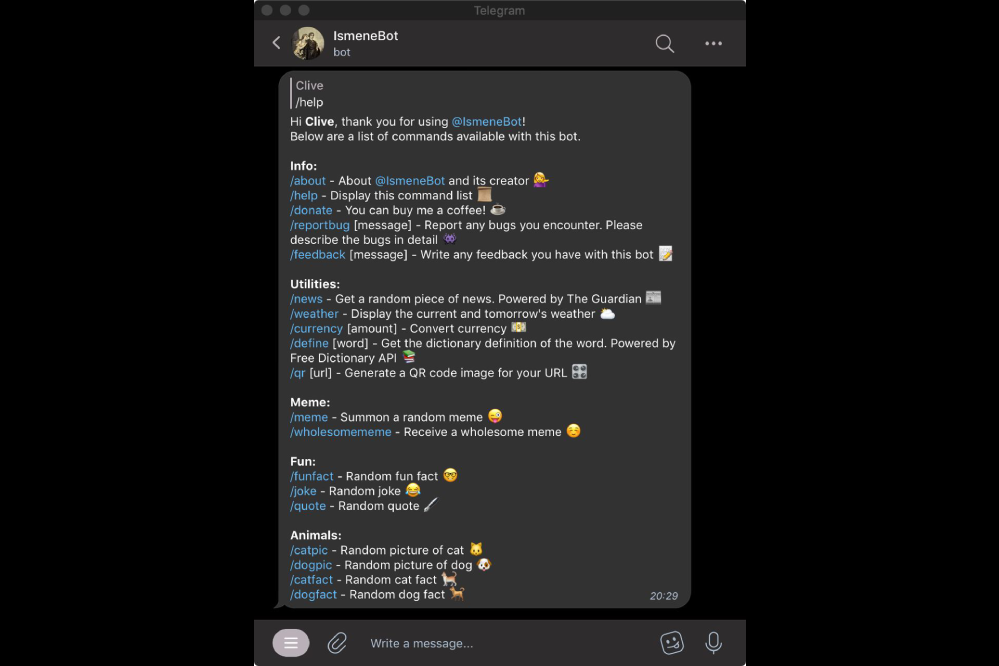 Telegram
IsmeneBot
bot
Clive
/help
Hi Clive, thank you for using @IsmeneBot!
Below are a list of commands available with this bot.
Info:
/about - About @IsmeneBot and its creator 💁‍♀️
/help - Display this command list 📜
/donate - You can buy me a coffee! ☕
/reportbug [message] - Report any bugs you encounter. Please
describe the bugs in detail 👾
/feedback [message] - Write any feedback you have with this bot 📝
Utilities:
/news - Get a random piece of news. Powered by The Guardian 📰
/weather - Display the current and tomorrow's weather 🌥
/currency [amount] - Convert currency 💵
/define [word] - Get the dictionary definition of the word. Powered by
Free Dictionary API 📚
/qr [url] - Generate a QR code image for your URL 🎛
Meme:
/meme - Summon a random meme 😜
/wholesomememe - Receive a wholesome meme ☺️
Fun:
/funfact - Random fun fact 🤓
/joke - Random joke 😂
/quote - Random quote 🖌
Animals:
/catpic - Random picture of cat 🐱
/dogpic - Random picture of dog 🐶
/catfact - Random cat fact 🐈
/dogfact - Random dog fact 🐕
20:29
Write a message...